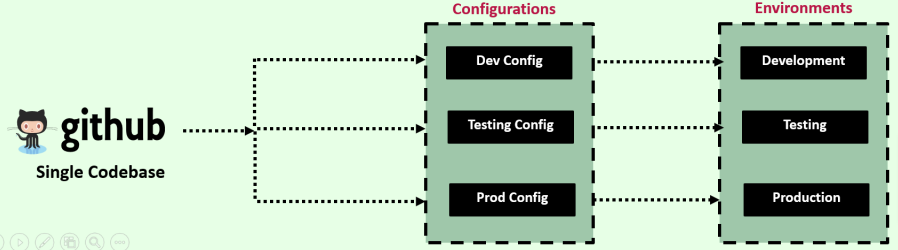 Configurations
Environments
Dev Config
Development
github
Testing Config
Testing
Single Codebase
Prod Config
Production